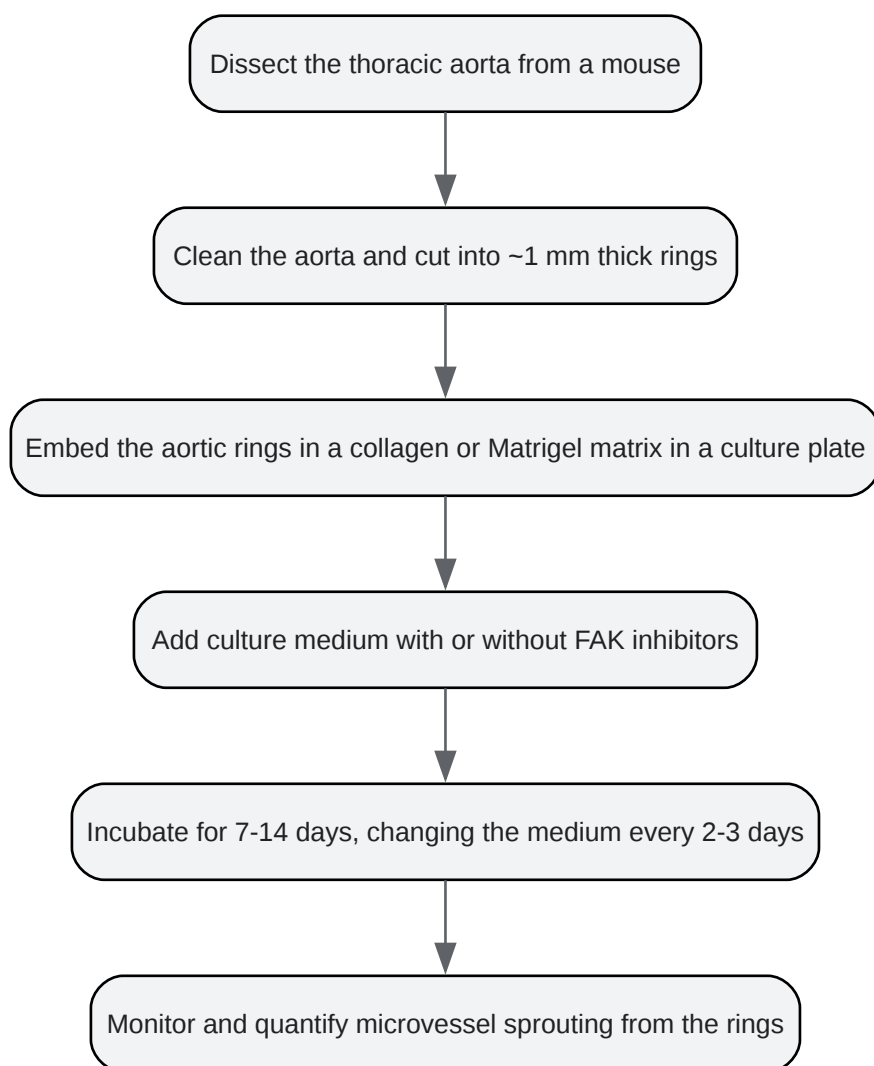 Dissect the thoracic aorta from a mouse
Clean the aorta and cut into ~1 mm thick rings
Embed the aortic rings in a collagen or Matrigel matrix in a culture plate
Add culture medium with or without FAK inhibitors
Incubate for 7-14 days, changing the medium every 2-3 days
Monitor and quantify microvessel sprouting from the rings